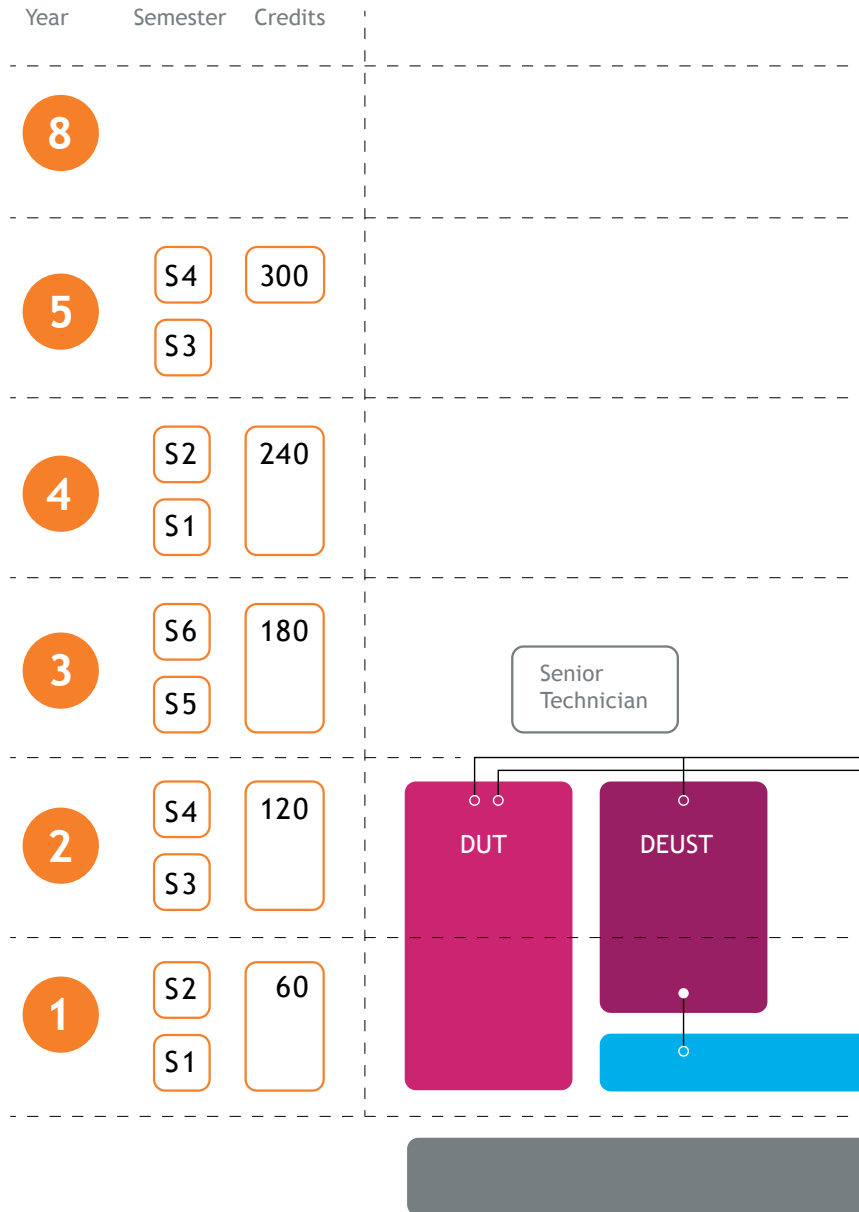 Year Semester Credits
8
5
S4 300
S3
4
S2 240
S1
3
S6 180
S5
Senior
Technician
2
S4 120
S3
DUT DEUST
1
S2 60
S1